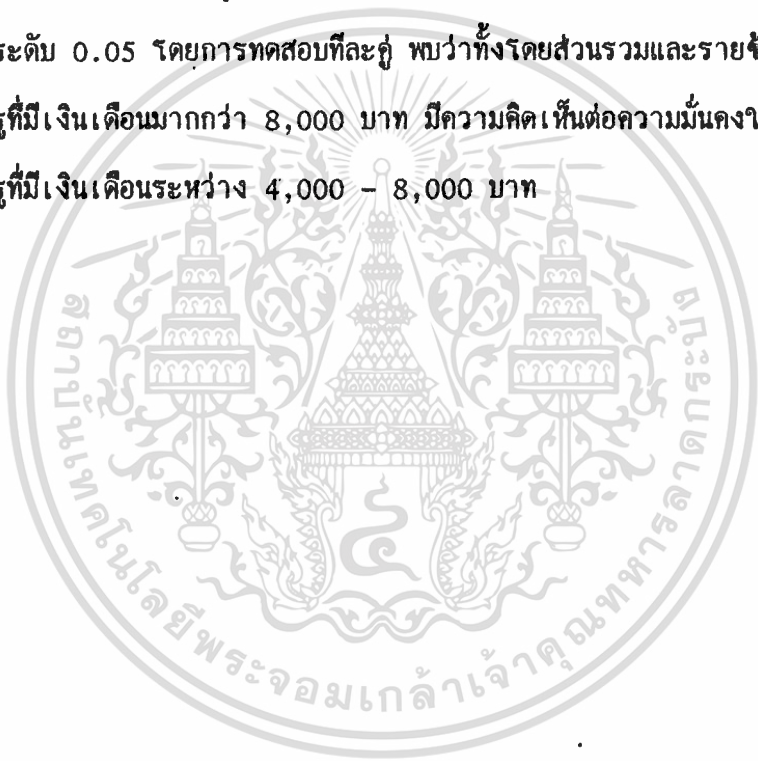 ระดับ 0.05 โดยการทดสอบทีละคู่ พบว่าทั้งโดยส่วนรวมและราย
ที่มีเงินเดือนมากกว่า 8,000 บาท มีความคิดเห็นต่อความมั่นคงใ
ที่มีเงินเดือนระหว่าง 4,000 - 8,000 บาท
สถาบันเทคโนโลยีพระจอมเกล้าเจ้าคุณทหารลาดกระบัง